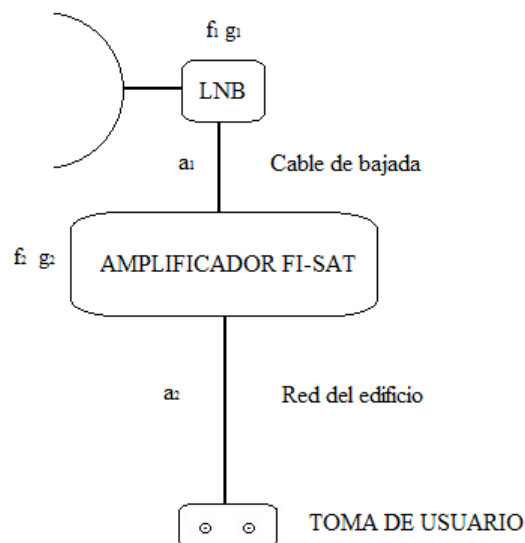 f₁ g₁
LNB
a₁ Cable de bajada
f₂ g₂ AMPLIFICADOR FI-SAT
a₂ Red del edificio
TOMA DE USUARIO